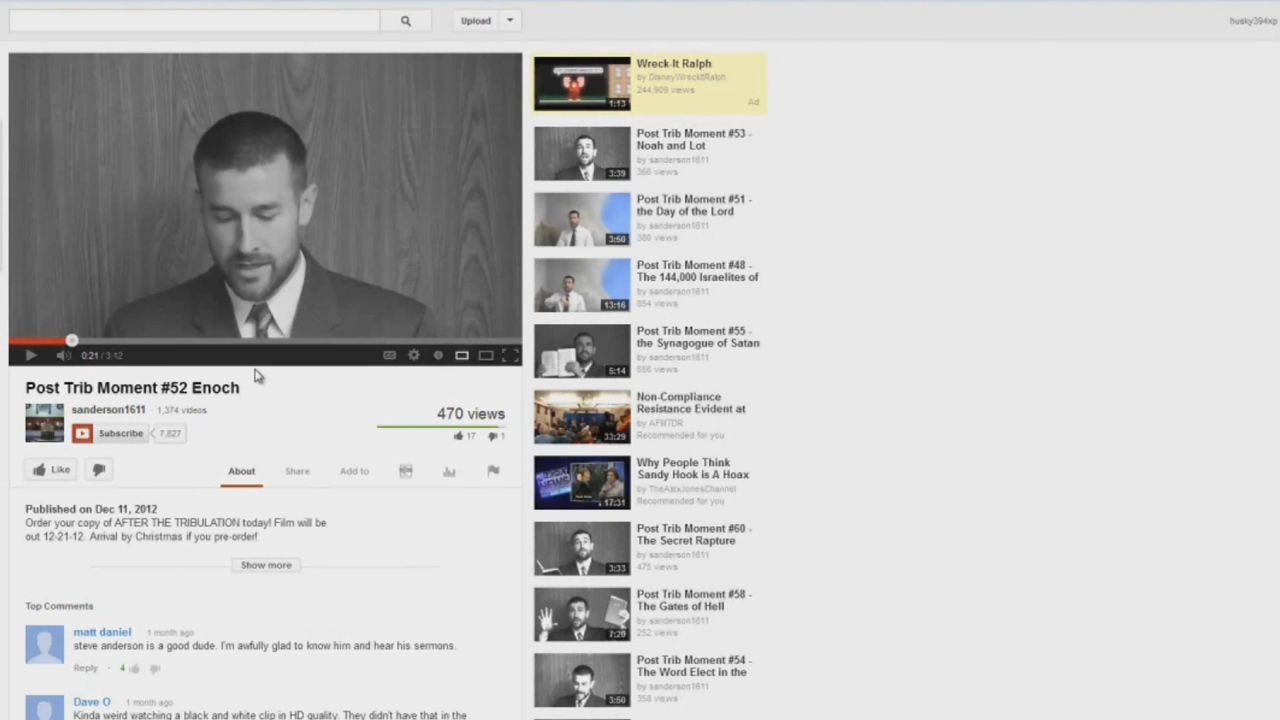 Upload
husky394xp
Wreck-It Ralph
by DisneyWreckItRalph
244,909 views
Ad
1:13
Post Trib Moment #53 -
Noah and Lot
by sanderson1611
366 views
3:39
Post Trib Moment #51 -
the Day of the Lord
by sanderson1611
380 views
3:50
Post Trib Moment #48 -
The 144,000 Israelites of
by sanderson1611
854 views
13:16
Post Trib Moment #55 -
the Synagogue of Satan
by sanderson1611
556 views
5:14
Non-Compliance
Resistance Evident at
by AFMTDR
Recommended for you
33:29
Why People Think
Sandy Hook is A Hoax
by TheAlexJonesChannel
Recommended for you
17:31
Post Trib Moment #60 -
The Secret Rapture
by sanderson1611
475 views
3:33
Post Trib Moment #58 -
The Gates of Hell
by sanderson1611
252 views
7:20
Post Trib Moment #54 -
The Word Elect in the
by sanderson1611
358 views
3:50
0:21 / 3:12
Post Trib Moment #52 Enoch
sanderson1611 · 1,374 videos
Subscribe 7,827
470 views
17 1
Like
About Share Add to
Published on Dec 11, 2012
Order your copy of AFTER THE TRIBULATION today! Film will be
out 12-21-12. Arrival by Christmas if you pre-order!
Show more
Top Comments
matt daniel 1 month ago
steve anderson is a good dude. I'm awfully glad to know him and hear his sermons.
Reply · 4
Dave O 1 month ago
Kinda weird watching a black and white clip in HD quality. They didn't have that in the